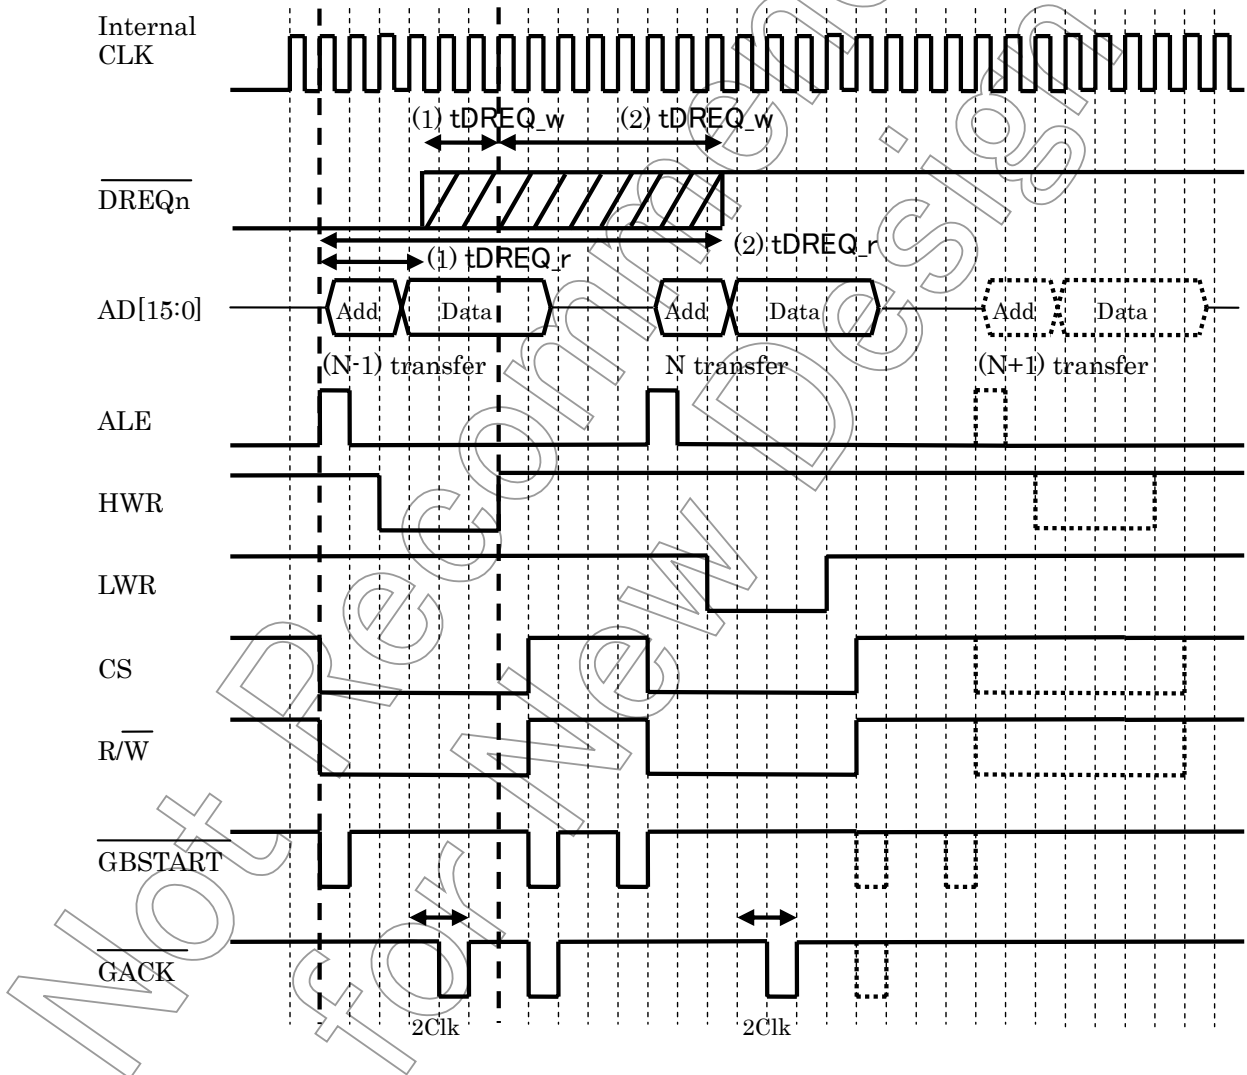 Internal
CLK
(1) tDREQ_w
(2) tDREQ_w
DREQn
(2) tDREQ_r
(1) tDREQ_r
AD[15:0]
Add
Data
Add
Data
Add
Data
(N-1) transfer
N transfer
(N+1) transfer
ALE
HWR
LWR
CS
R/W
GBSTART
GACK
2Clk
2Clk
Not Recommended
for New Design